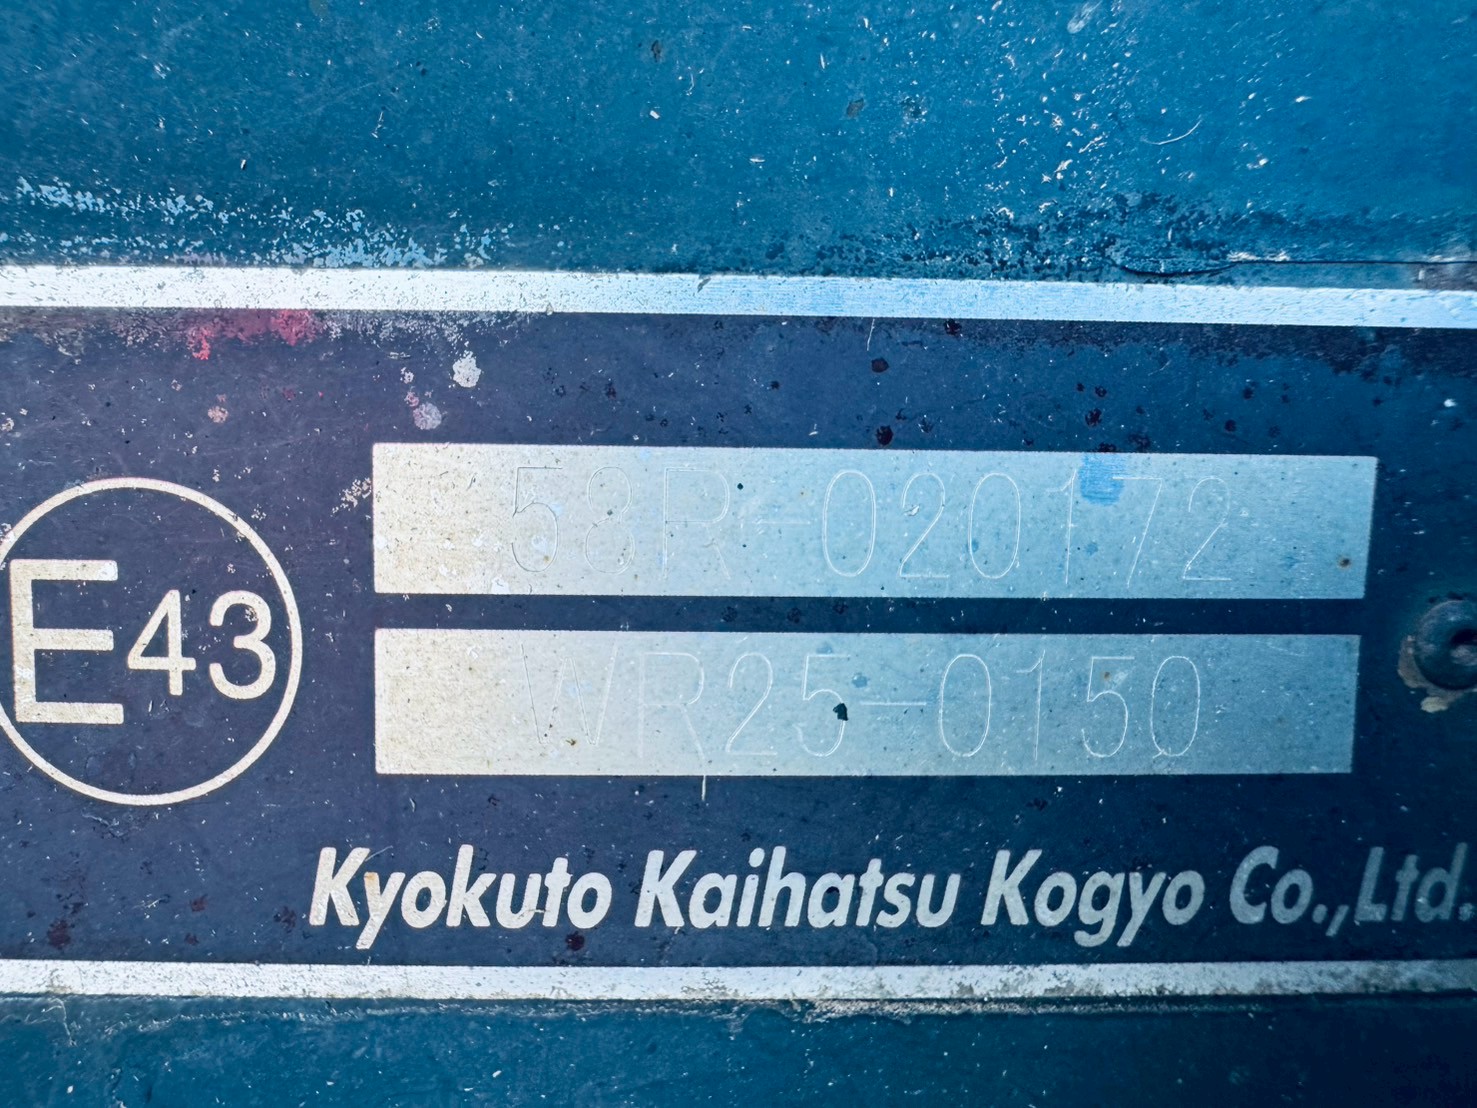 58R-020172
E43
WR25-0150
Kyokuto Kaihatsu Kogyo Co.,Ltd.